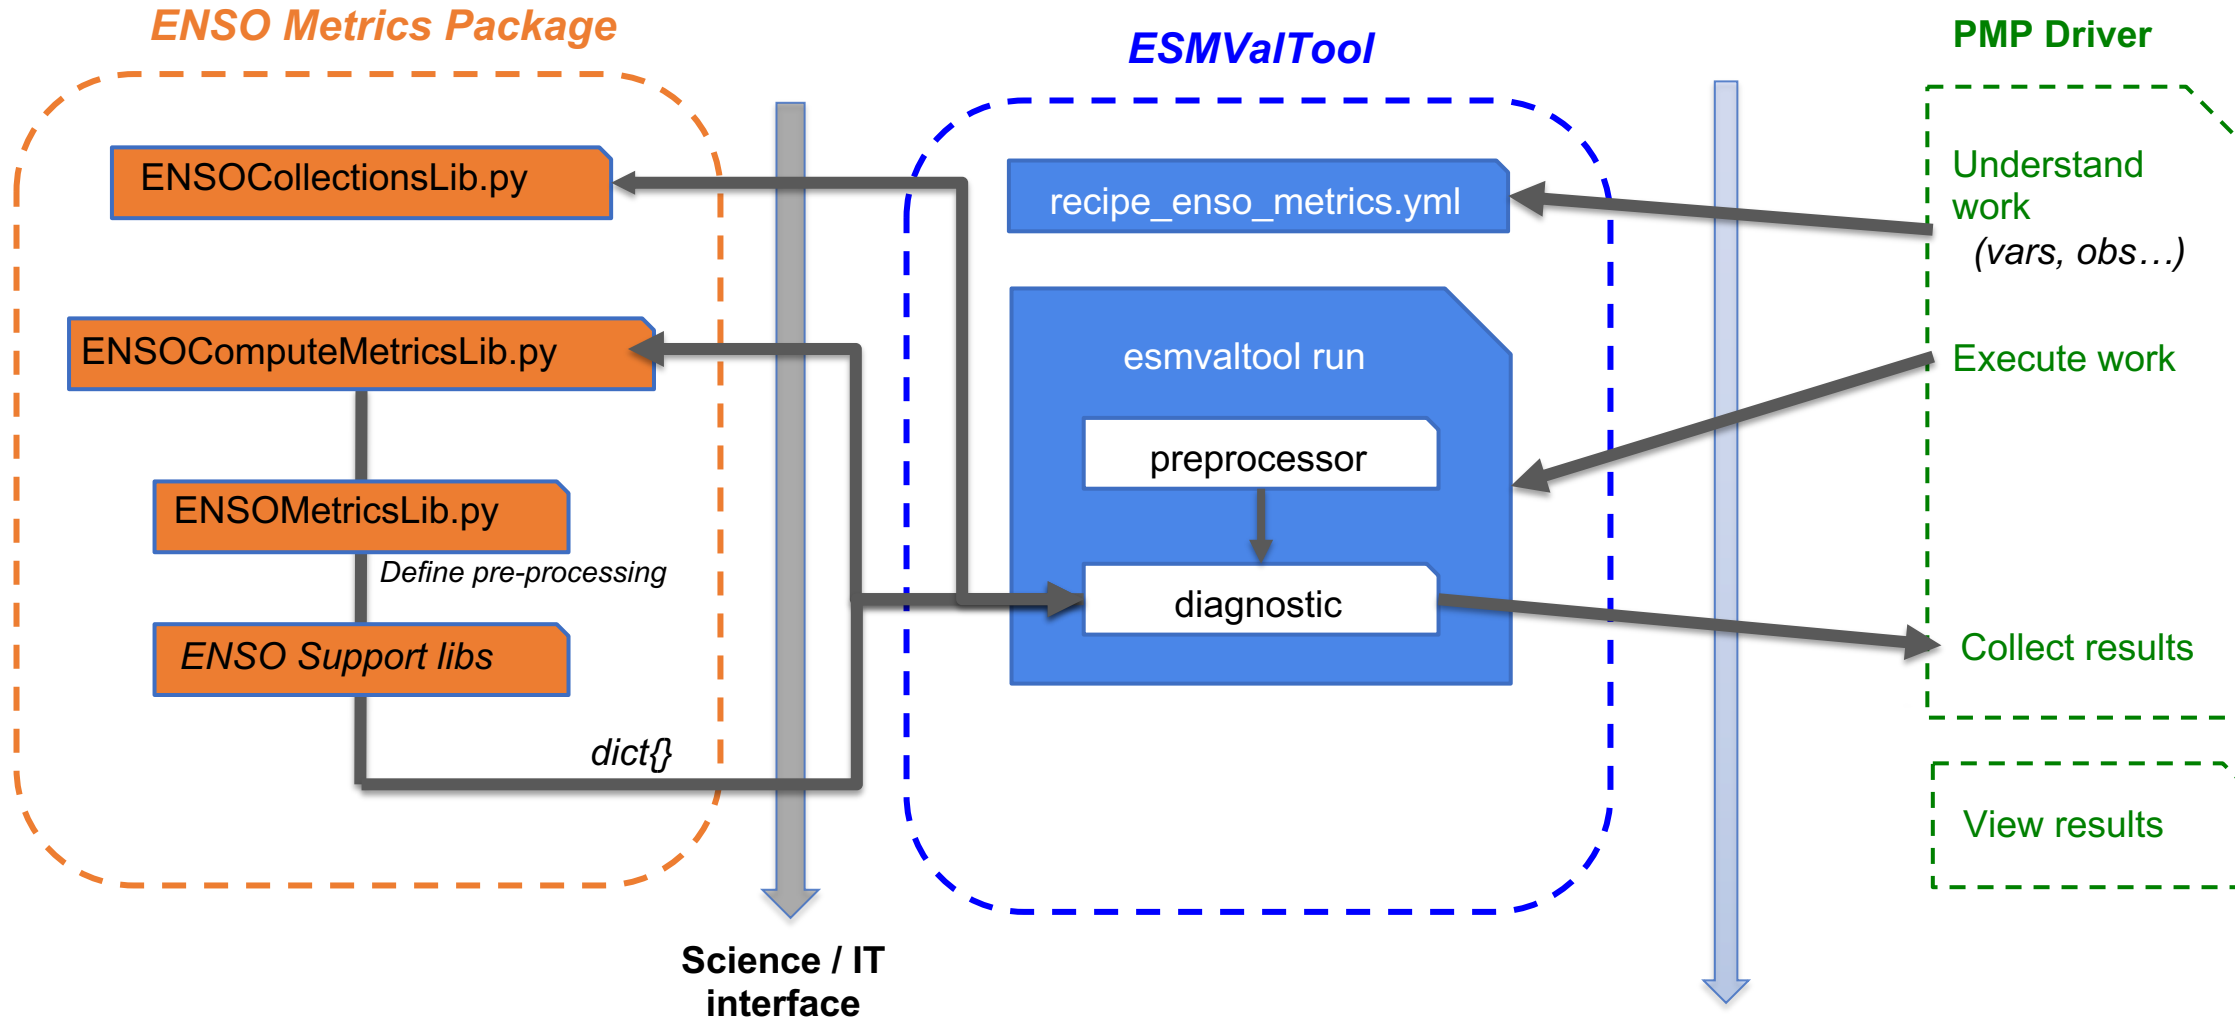 ENSO Metrics Package
ESMValTool
PMP Driver
ENSOCollectionsLib.py
ENSOComputeMetricsLib.py
ENSOMetricsLib.py
Define pre-processing
ENSO Support libs
dict{}
Science / IT
interface
recipe_enso_metrics.yml
esmvaltool run
preprocessor
diagnostic
Understand
work
(vars, obs…)
Execute work
Collect results
View results